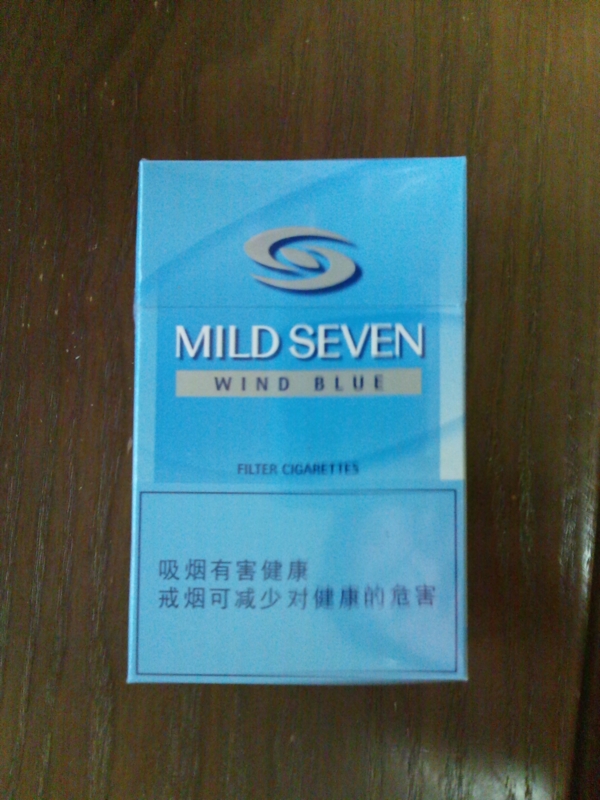 MILD SEVEN
WIND BLUE
FILTER CIGARETTES
吸烟有害健康
戒烟可减少对健康的危害